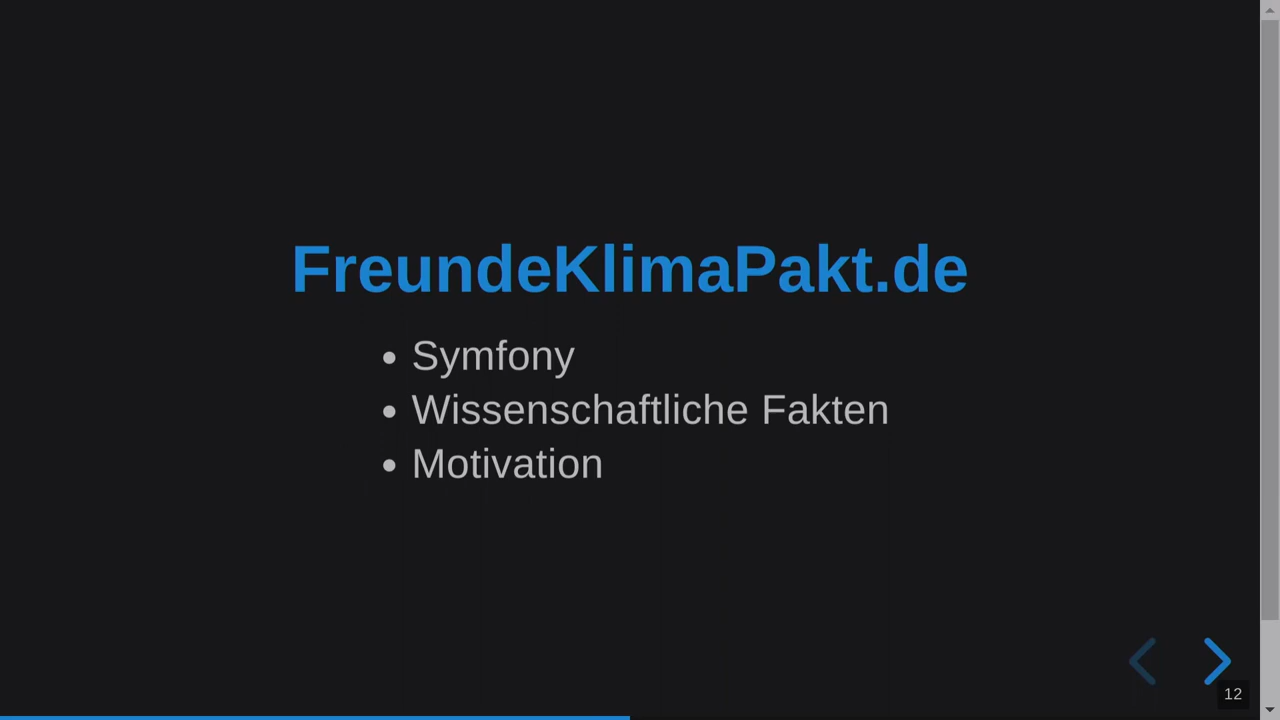 FreundeKlimaPakt.de
Symfony
Wissenschaftliche Fakten
Motivation
12